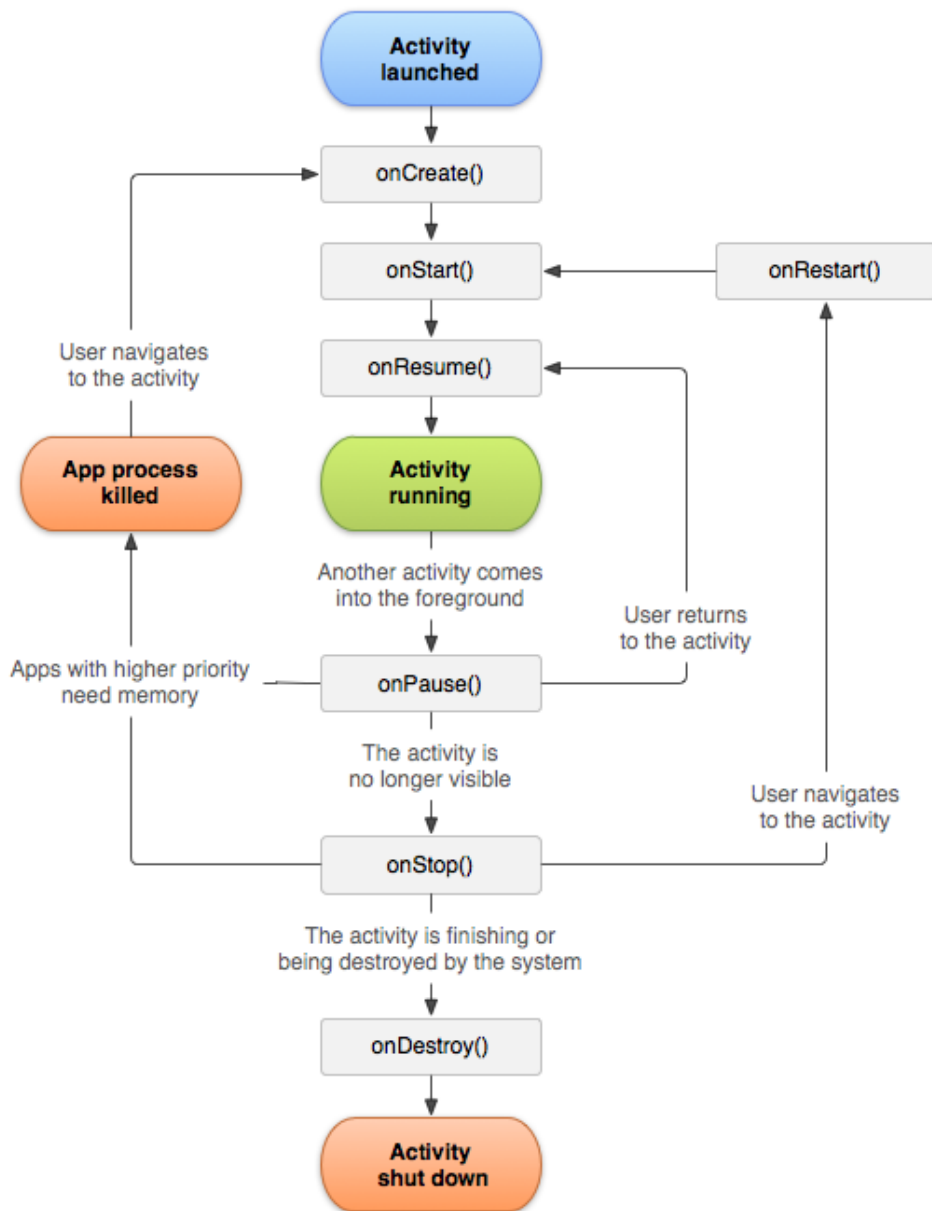 Activity
launched
onCreate()
onStart()
onRestart()
onResume()
User navigates
to the activity
App process
killed
Activity
running
Another activity comes
into the foreground
User returns
to the activity
Apps with higher priority
need memory
onPause()
The activity is
no longer visible
User navigates
to the activity
onStop()
The activity is finishing or
being destroyed by the system
onDestroy()
Activity
shut down